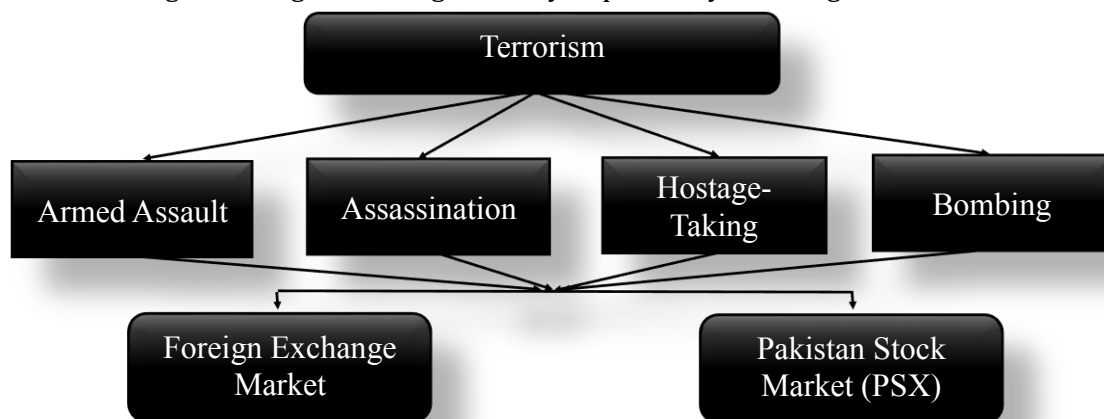 Terrorism
Armed Assault
Assassination
Hostage-
Taking
Bombing
Foreign Exchange
Market
Pakistan Stock
Market (PSX)